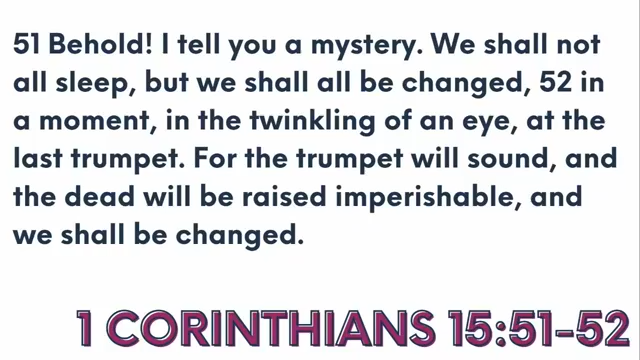 51 Behold! I tell you a mystery. We shall not
all sleep, but we shall all be changed, 52 in
a moment, in the twinkling of an eye, at the
last trumpet. For the trumpet will sound, and
the dead will be raised imperishable, and
we shall be changed.
1 CORINTHIANS 15:51-52